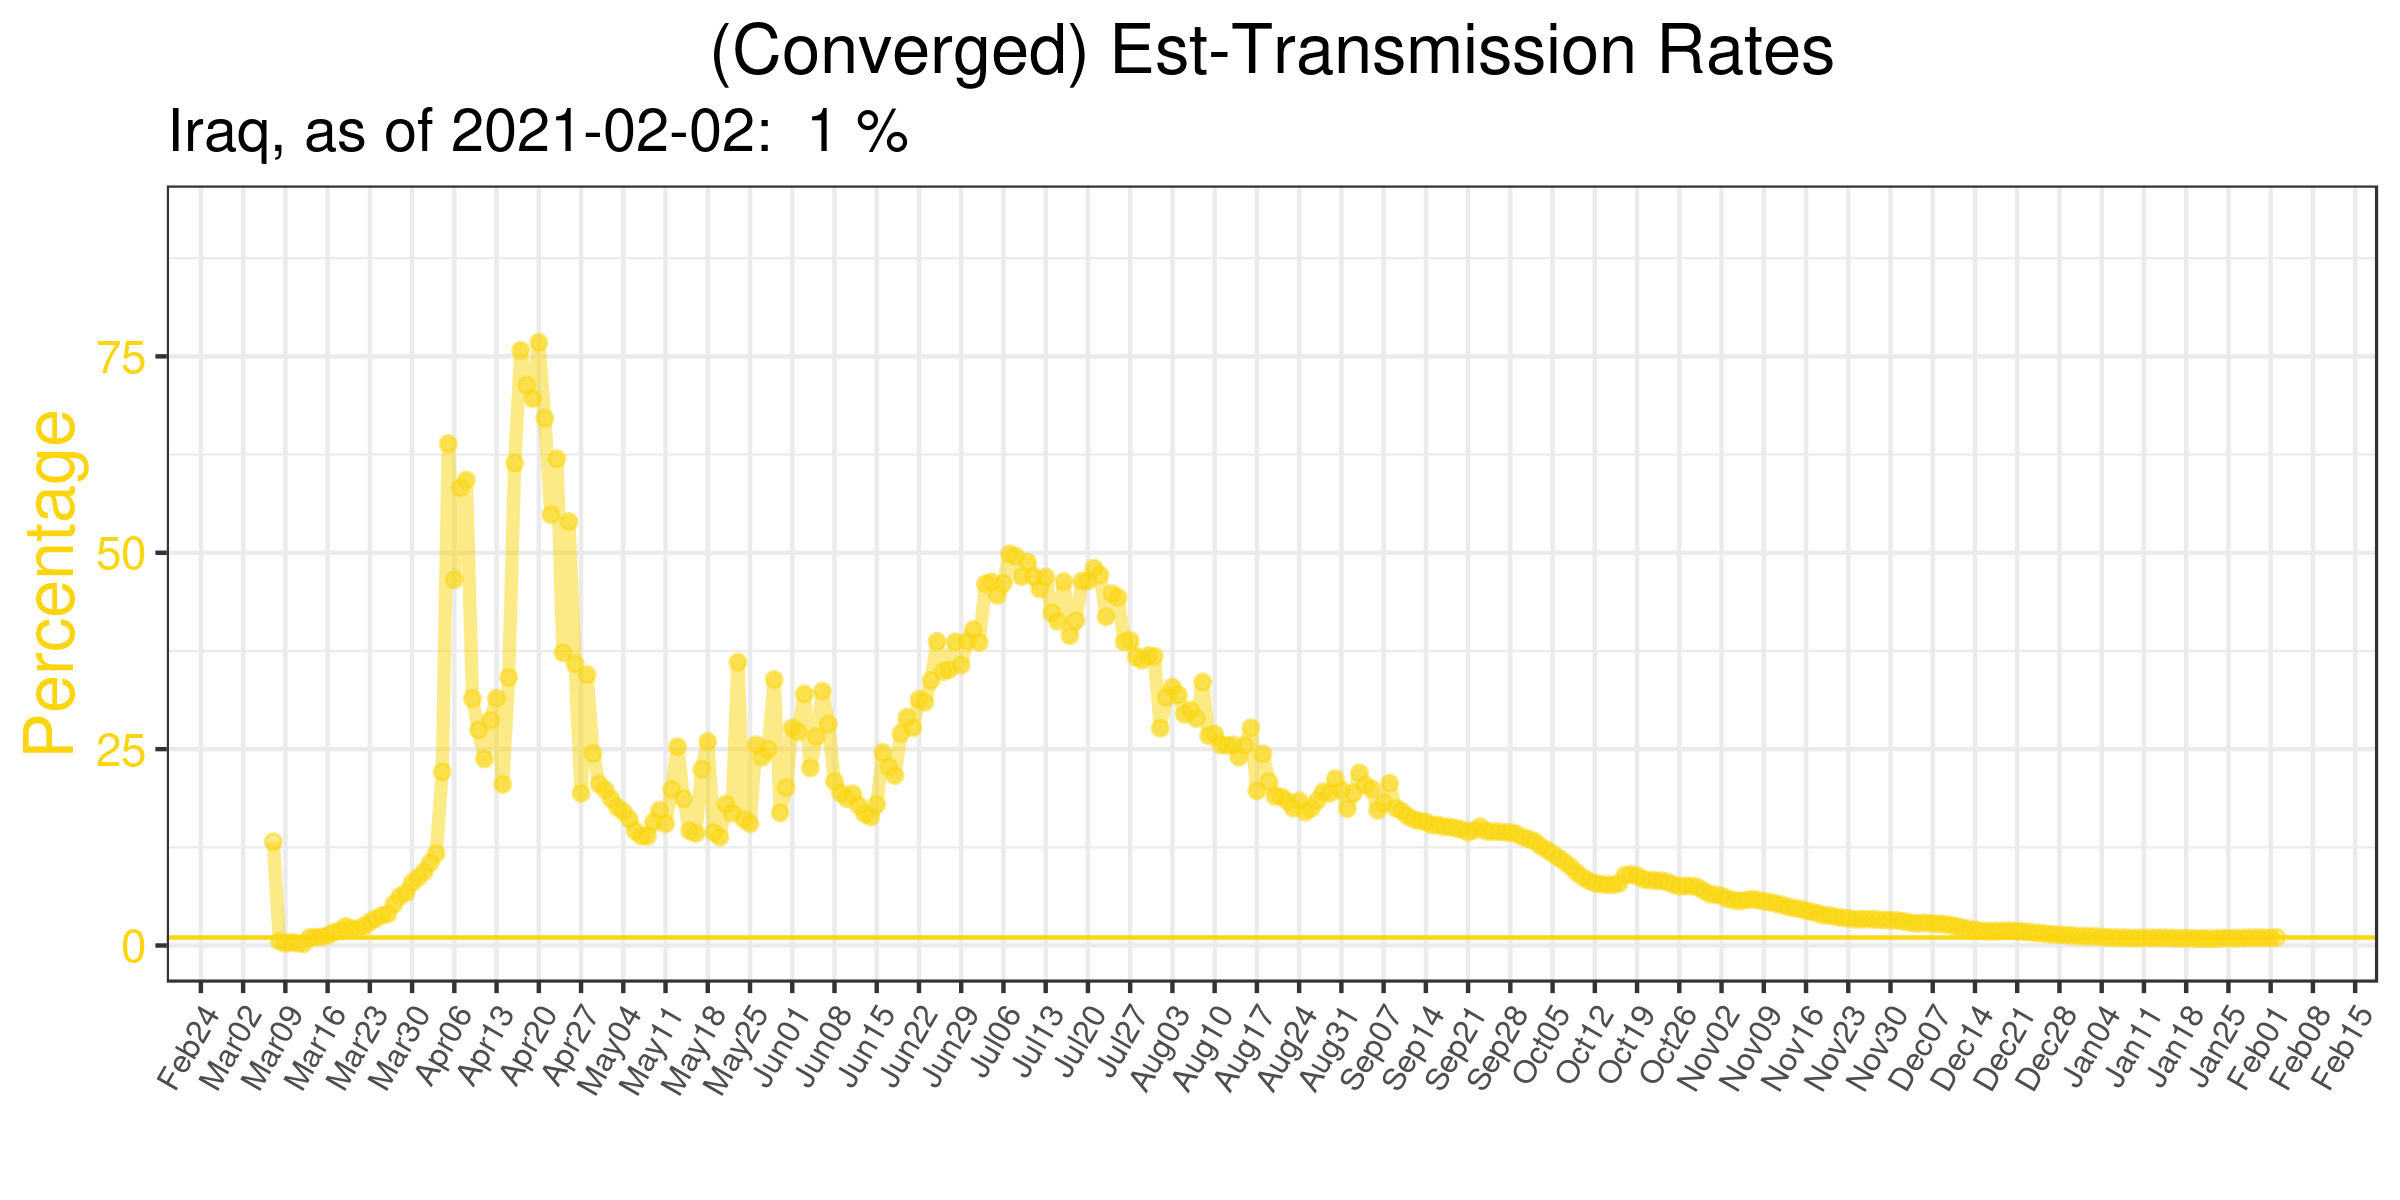 (Converged) Est-Transmission Rates
Iraq, as of 2021-02-02:  1 %
Percentage
75
50
25
0
Feb24
Mar02
Mar09
Mar16
Mar23
Mar30
Apr06
Apr13
Apr20
Apr27
May04
May11
May18
May25
Jun01
Jun08
Jun15
Jun22
Jun29
Jul06
Jul13
Jul20
Jul27
Aug03
Aug10
Aug17
Aug24
Aug31
Sep07
Sep14
Sep21
Sep28
Oct05
Oct12
Oct19
Oct26
Nov02
Nov09
Nov16
Nov23
Nov30
Dec07
Dec14
Dec21
Dec28
Jan04
Jan11
Jan18
Jan25
Feb01
Feb08
Feb15